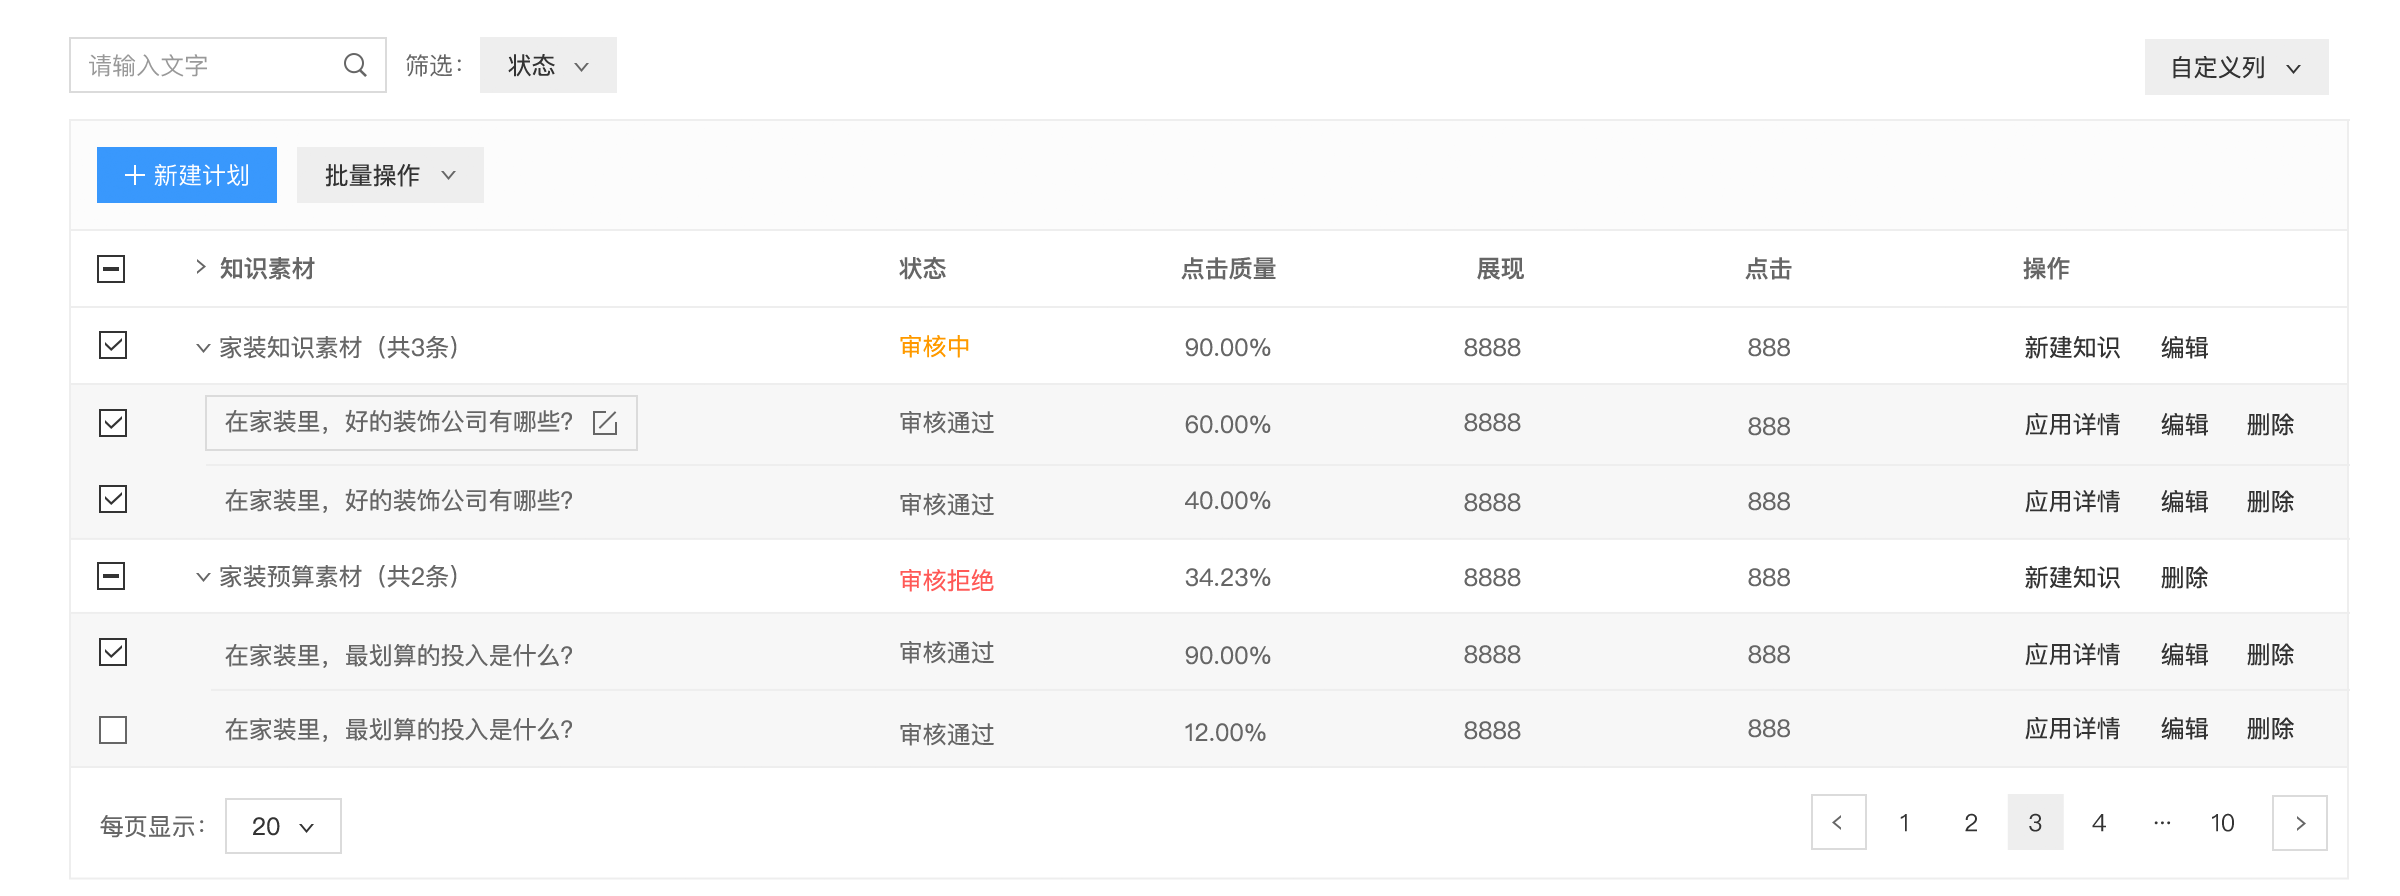 请输入文字 筛选： 状态 自定义列
新建计划 批量操作
知识素材 状态 点击质量 展现 点击 操作
家装知识素材（共3条） 审核中 90.00% 8888 888 新建知识 编辑
在家装里，好的装饰公司有哪些? 审核通过 60.00% 8888 888 应用详情 编辑 删除
在家装里，好的装饰公司有哪些? 审核通过 40.00% 8888 888 应用详情 编辑 删除
家装预算素材（共2条） 审核拒绝 34.23% 8888 888 新建知识 删除
在家装里，最划算的投入是什么? 审核通过 90.00% 8888 888 应用详情 编辑 删除
在家装里，最划算的投入是什么? 审核通过 12.00% 8888 888 应用详情 编辑 删除
每页显示： 20 < 1 2 3 4 ··· 10 >